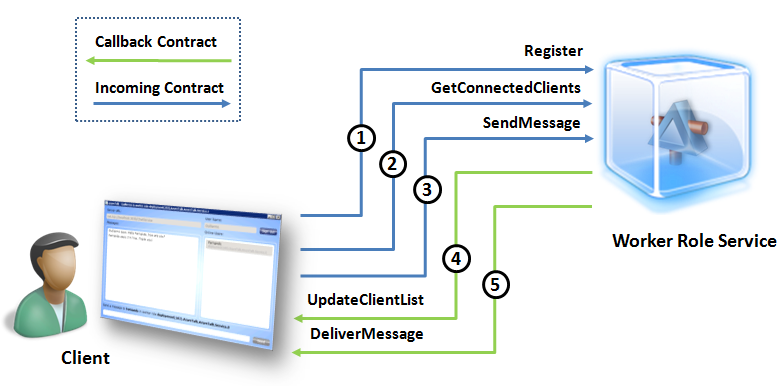 Callback Contract
Incoming Contract
Register
GetConnectedClients
SendMessage
1
2
3
4
5
UpdateClientList
DeliverMessage
Worker Role Service
Client